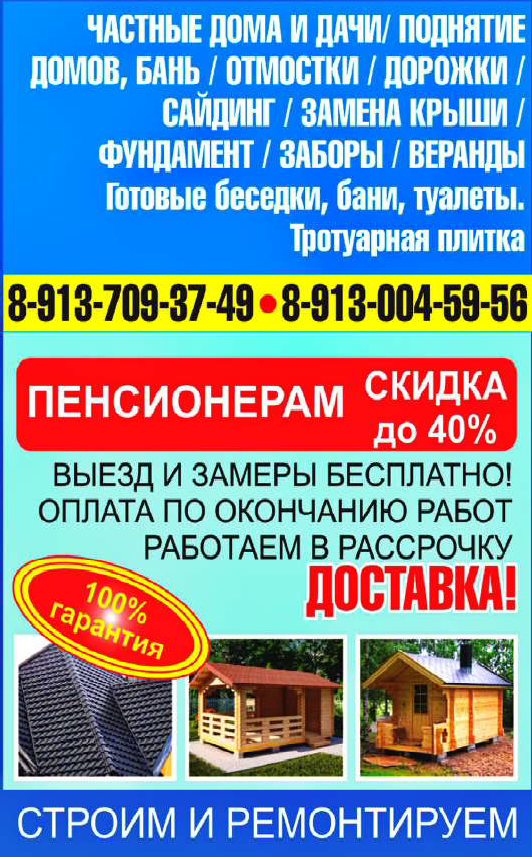 ЧАСТНЫЕ ДОМА И ДАЧИ/ ПОДНЯТИЕ
ДОМОВ, БАНЬ / ОТМОСТКИ / ДОРОЖКИ /
САЙДИНГ / ЗАМЕНА КРЫШИ /
ФУНДАМЕНТ / ЗАБОРЫ / ВЕРАНДЫ
Готовые беседки, бани, туалеты.
Тротуарная плитка
8-913-709-37-49 • 8-913-004-59-56
ПЕНСИОНЕРАМ
СКИДКА
до 40%
ВЫЕЗД И ЗАМЕРЫ БЕСПЛАТНО!
ОПЛАТА ПО ОКОНЧАНИЮ РАБОТ
РАБОТАЕМ В РАССРОЧКУ
ДОСТАВКА!
100%
гарантия
СТРОИМ И РЕМОНТИРУЕМ